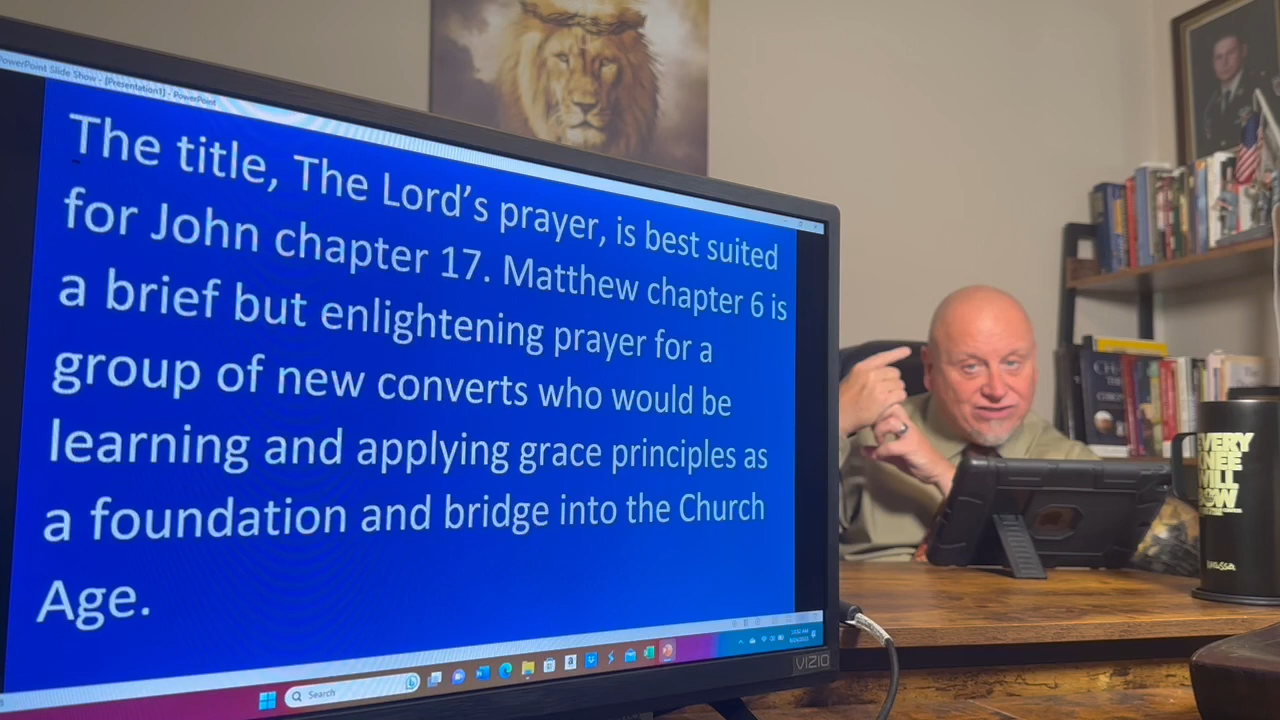 PowerPoint Slide Show - [Presentation1] - PowerPoint
The title, The Lord's prayer, is best suited
for John chapter 17. Matthew chapter 6 is
a brief but enlightening prayer for a
group of new converts who would be
learning and applying grace principles as
a foundation and bridge into the Church
Age.
Search
VIZIO
EVERY
KNEE
WILL
BOW